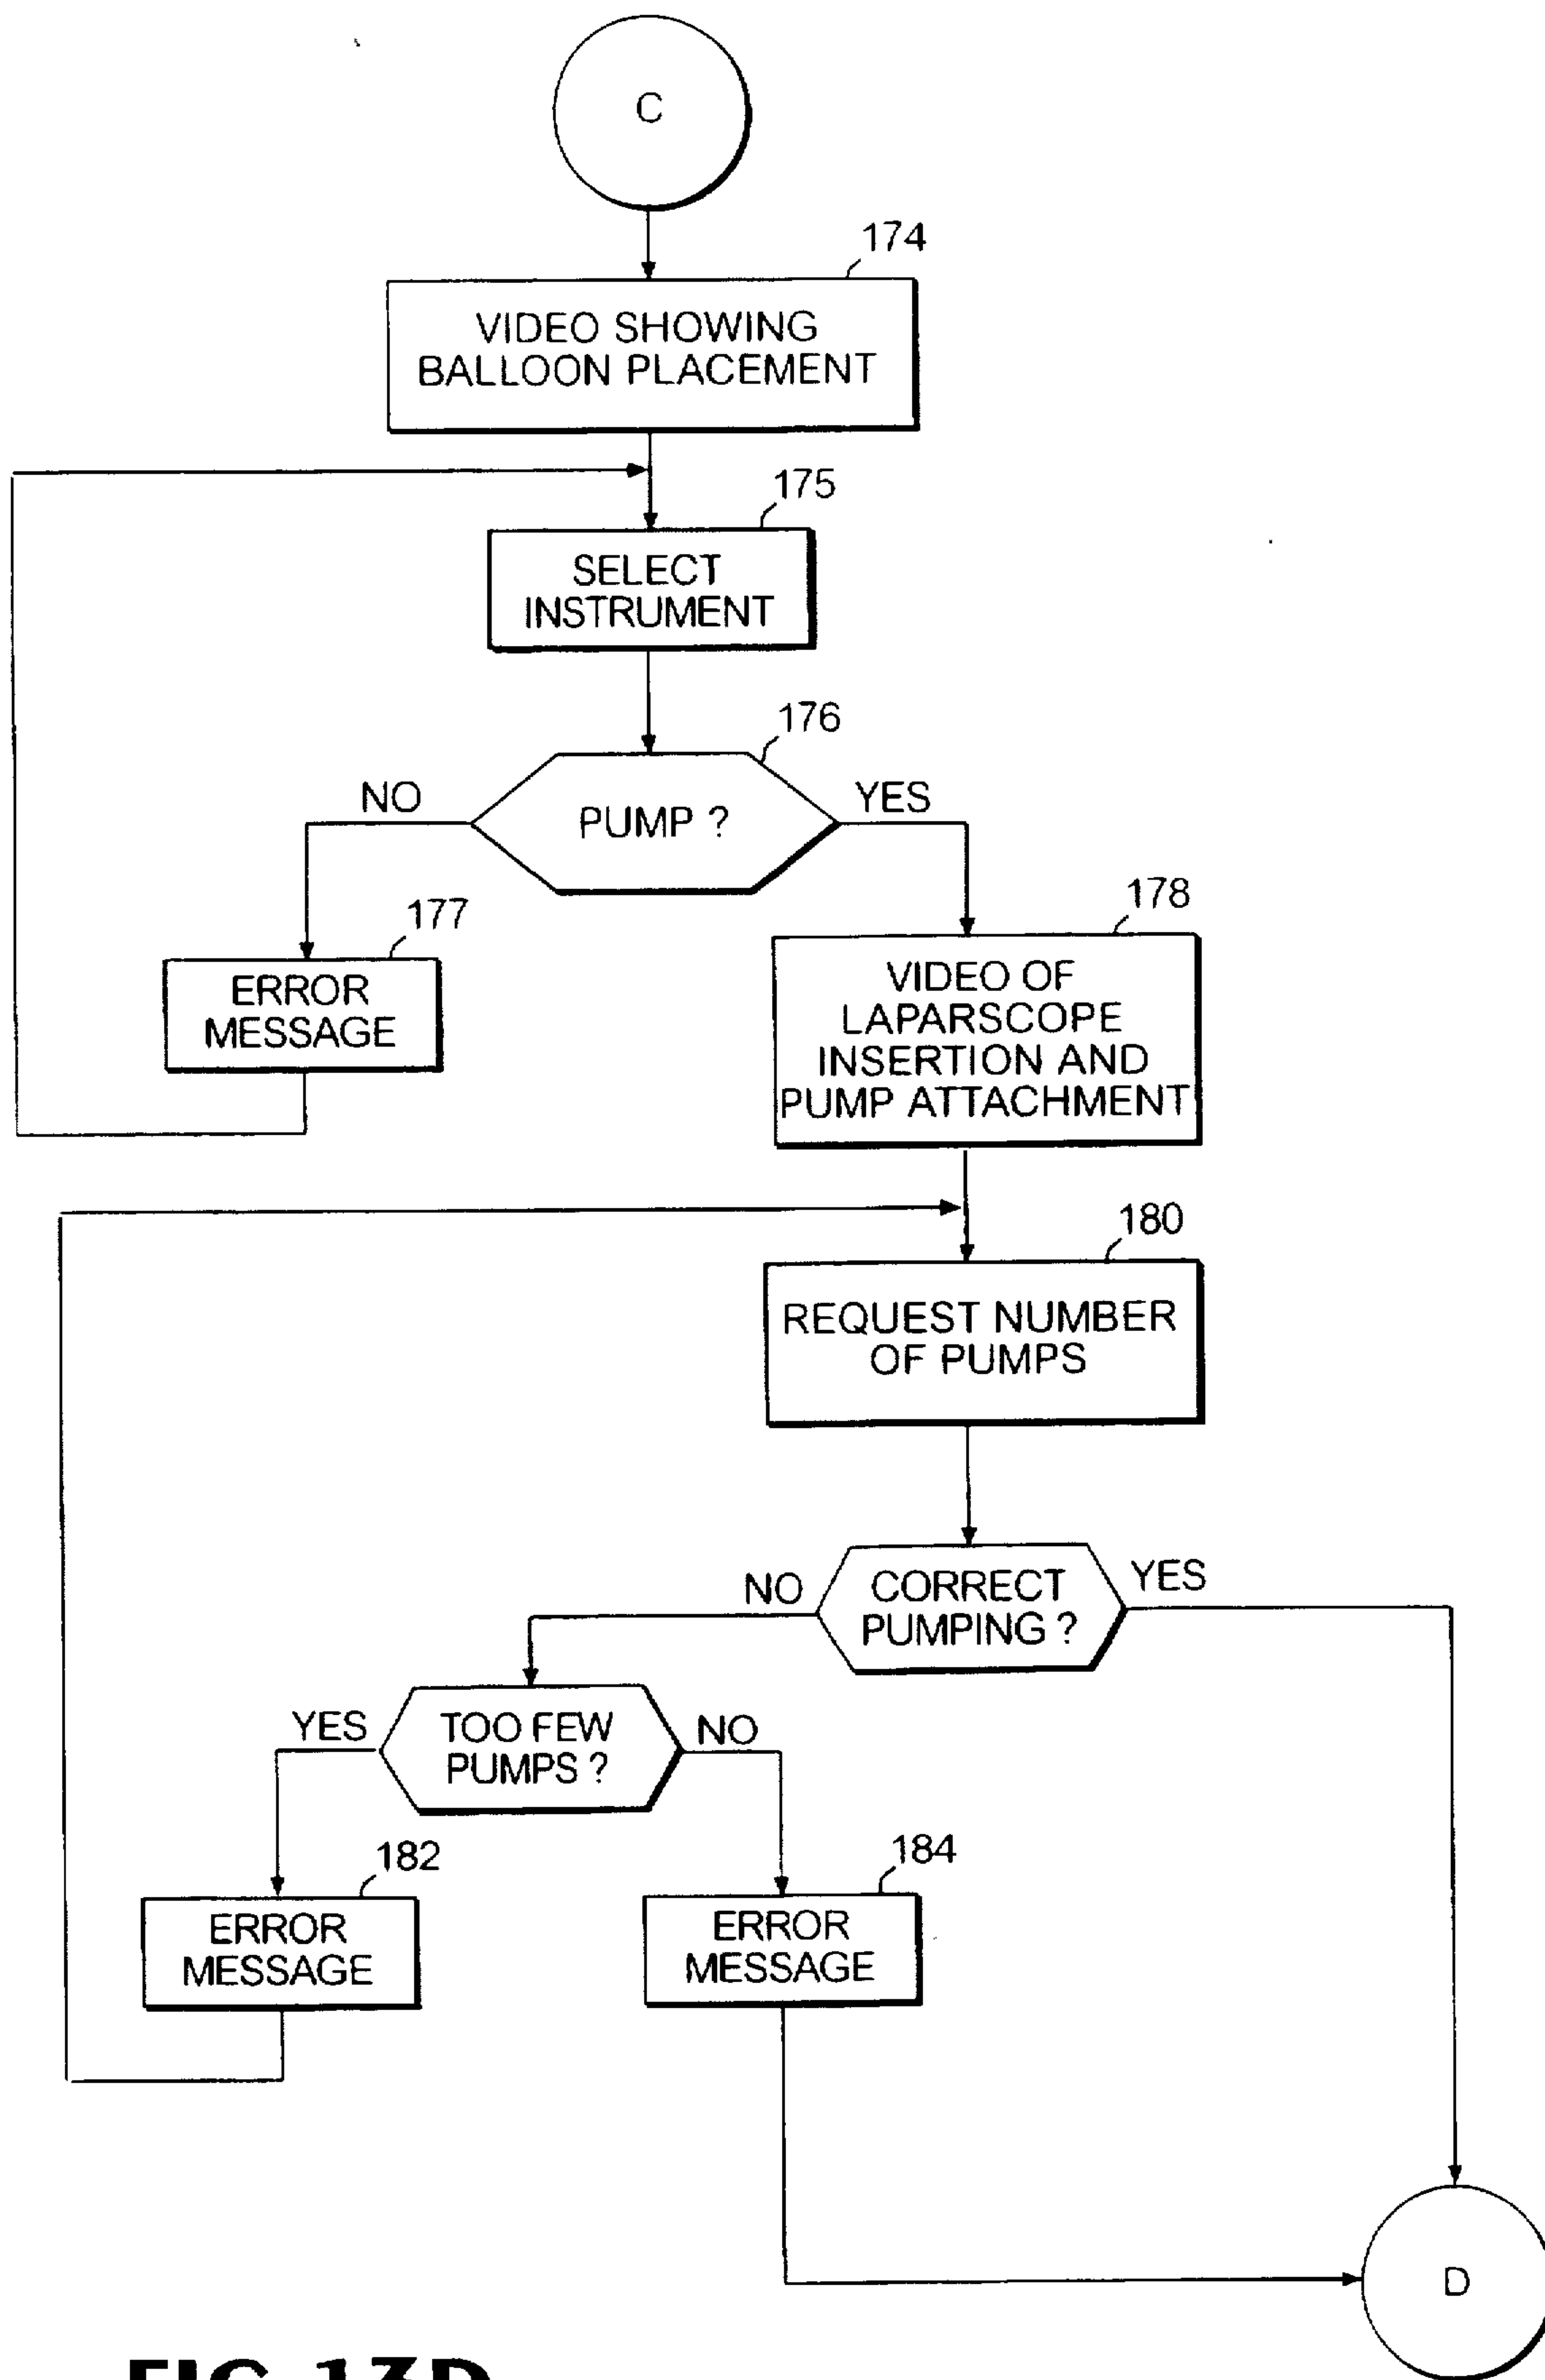 C
174
VIDEO SHOWING
BALLOON PLACEMENT
175
SELECT
INSTRUMENT
176
NO
PUMP ?
YES
177
ERROR
MESSAGE
178
VIDEO OF
LAPARSCOPE
INSERTION AND
PUMP ATTACHMENT
180
REQUEST NUMBER
OF PUMPS
NO
CORRECT
PUMPING ?
YES
YES
TOO FEW
PUMPS ?
NO
182
ERROR
MESSAGE
184
ERROR
MESSAGE
D
FIG. 13D